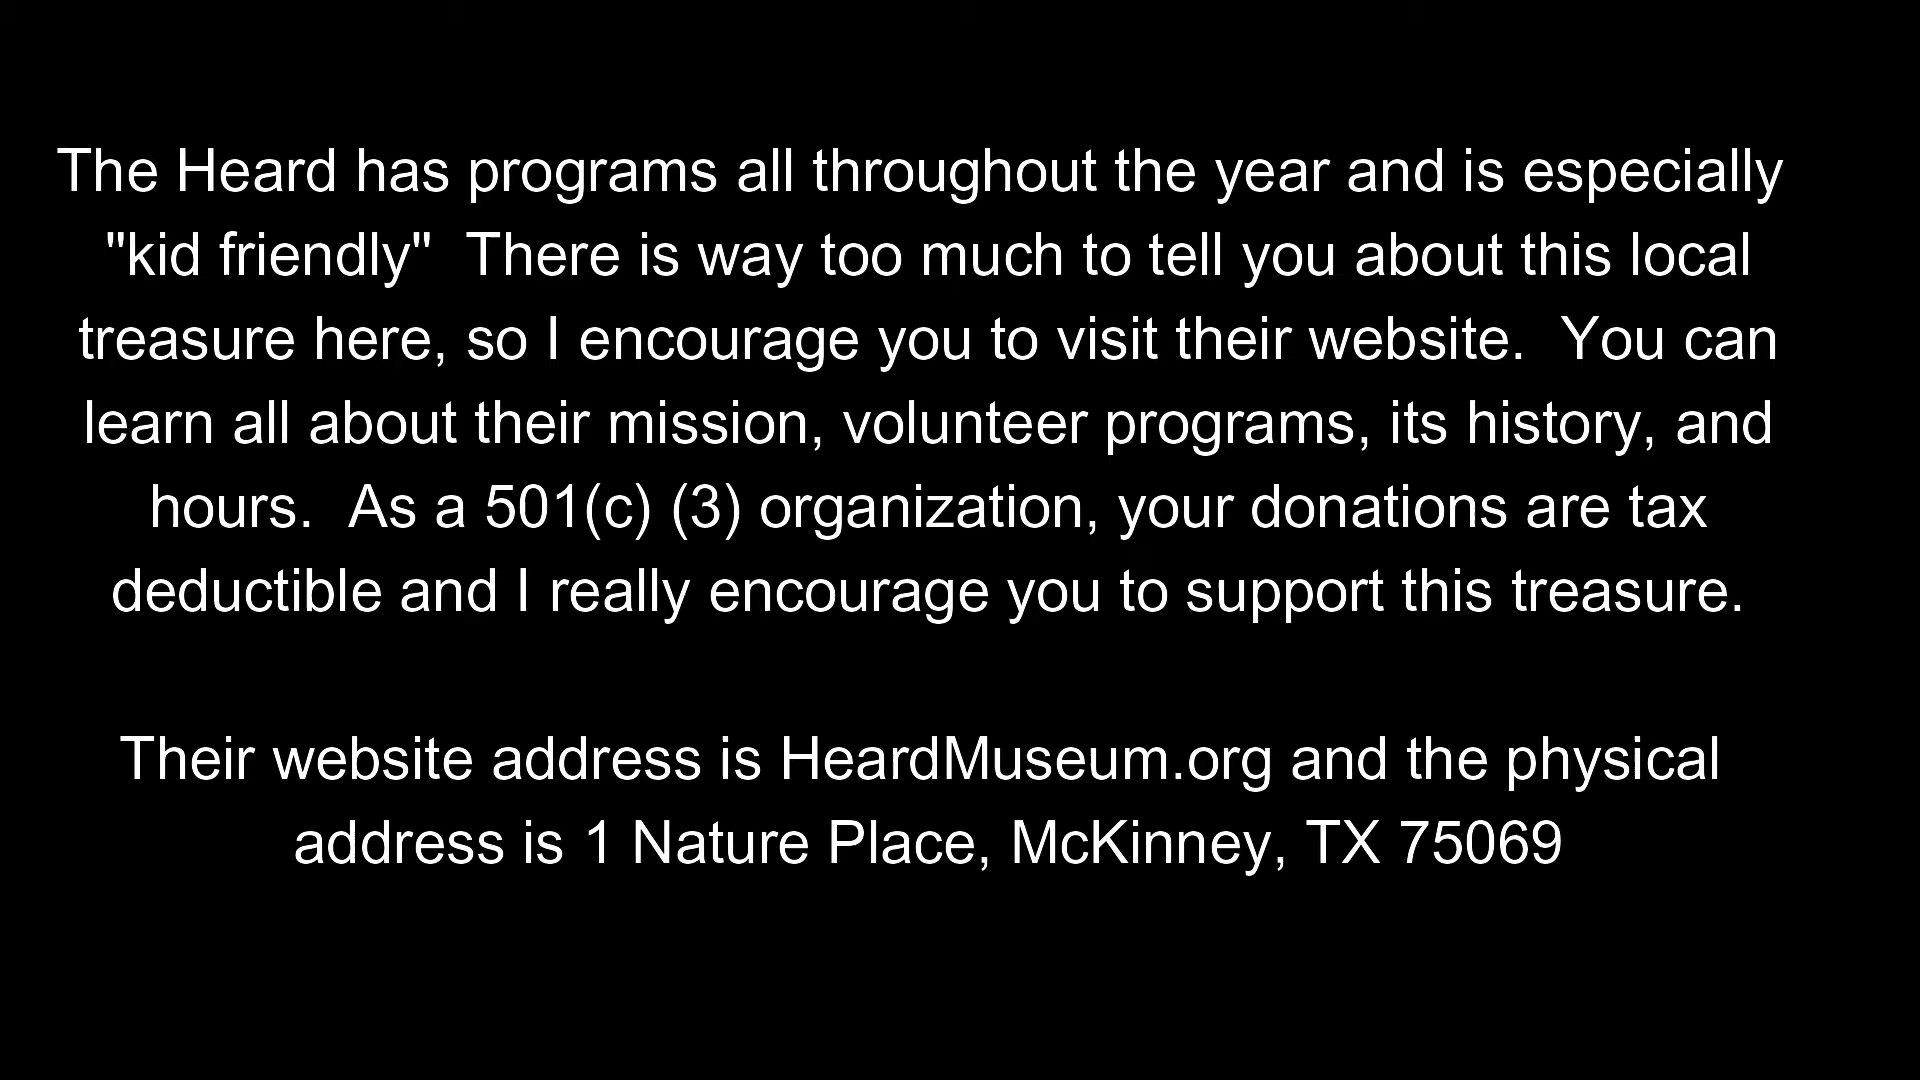 The Heard has programs all throughout the year and is especially
"kid friendly"  There is way too much to tell you about this local
treasure here, so I encourage you to visit their website.  You can
learn all about their mission, volunteer programs, its history, and
hours.  As a 501(c) (3) organization, your donations are tax
deductible and I really encourage you to support this treasure.
Their website address is HeardMuseum.org and the physical
address is 1 Nature Place, McKinney, TX 75069